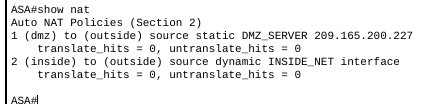 ASA#show nat
Auto NAT Policies (Section 2)
1 (dmz) to (outside) source static DMZ_SERVER 209.165.200.227
    translate_hits = 0, untranslate_hits = 0
2 (inside) to (outside) source dynamic INSIDE_NET interface
    translate_hits = 0, untranslate_hits = 0
ASA#